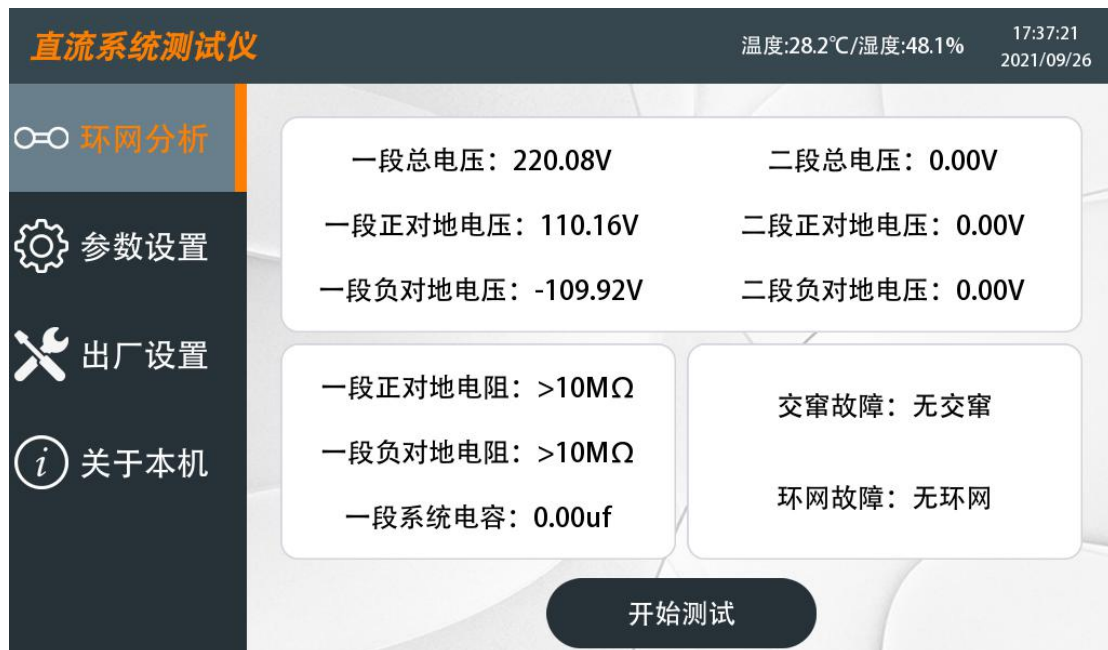 直流系统测试仪
温度:28.2℃/湿度:48.1%
17:37:21
2021/09/26
环网分析
参数设置
出厂设置
关于本机
一段总电压：220.08V
二段总电压：0.00V
一段正对地电压：110.16V
二段正对地电压：0.00V
一段负对地电压：-109.92V
二段负对地电压：0.00V
一段正对地电阻：>10MΩ
一段负对地电阻：>10MΩ
一段系统电容：0.00uf
交窜故障：无交窜
环网故障：无环网
开始测试